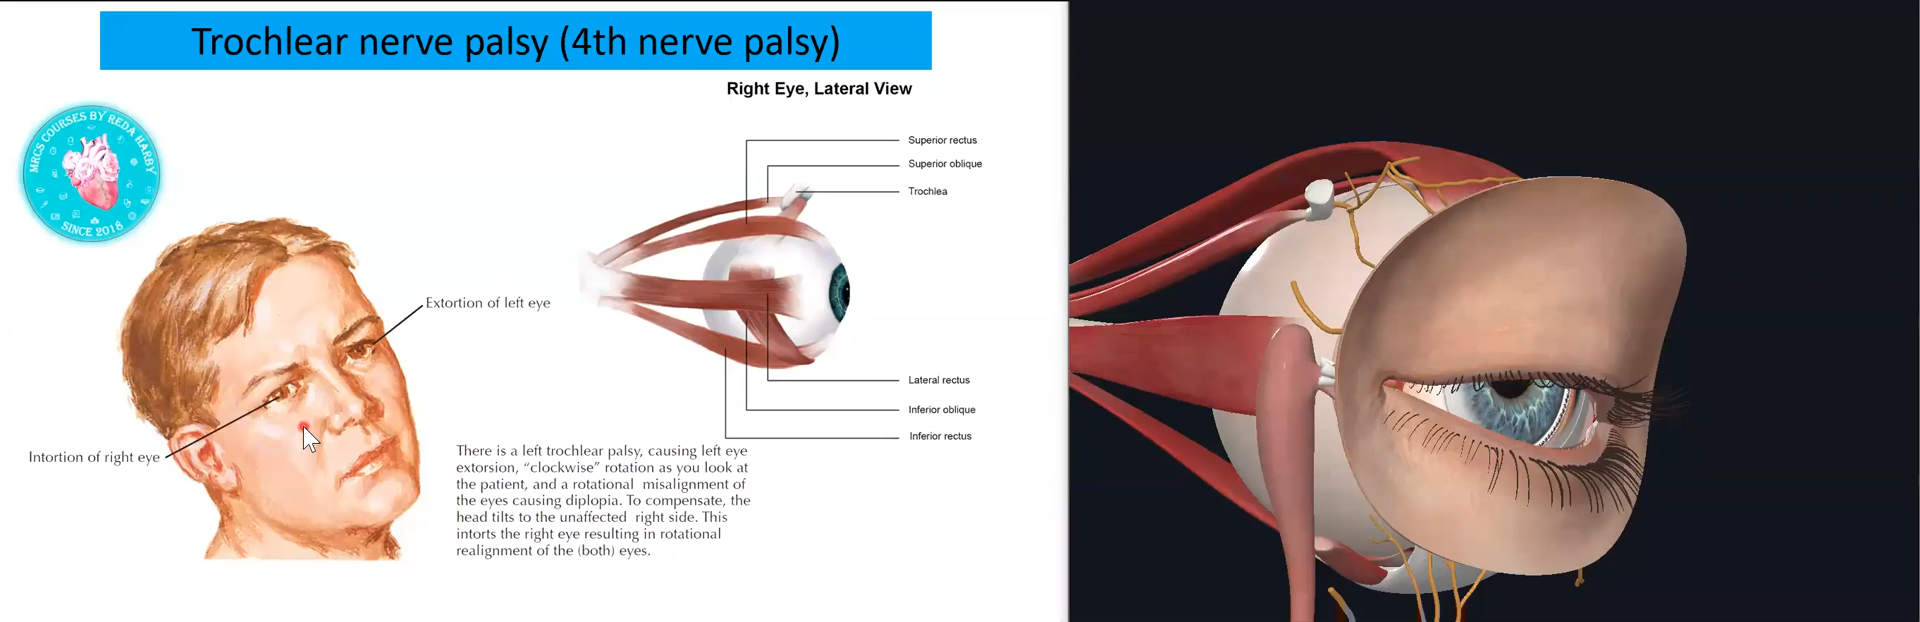 Trochlear nerve palsy (4th nerve palsy)
Right Eye, Lateral View
MRCS COURSES BY REDA HARBY
SINCE 2018
Superior rectus
Superior oblique
Trochlea
Extortion of left eye
Intortion of right eye
Lateral rectus
Inferior oblique
Inferior rectus
There is a left trochlear palsy, causing left eye
extorsion, “clockwise” rotation as you look at
the patient, and a rotational misalignment of
the eyes causing diplopia. To compensate, the
head tilts to the unaffected right side. This
intorts the right eye resulting in rotational
realignment of the (both) eyes.